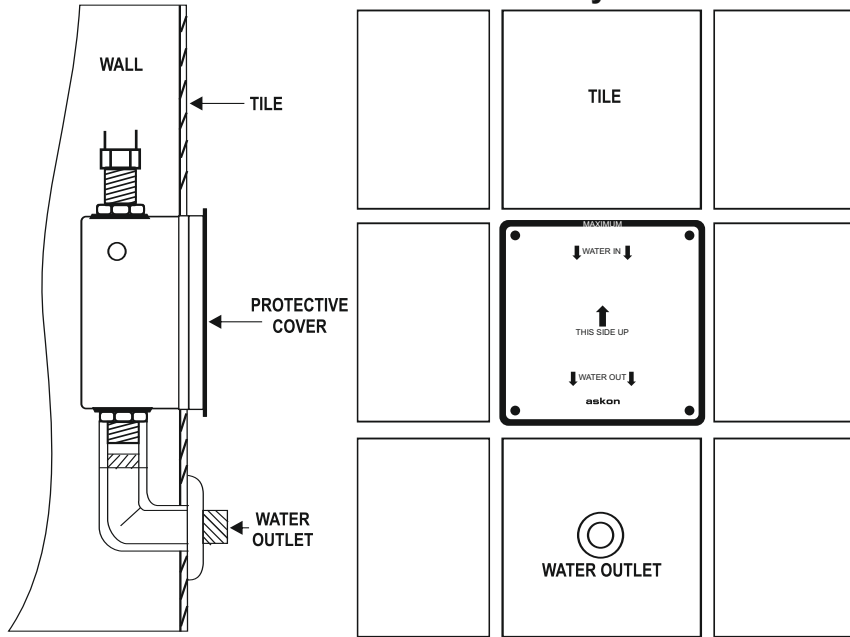 WALL
TILE
PROTECTIVE
COVER
WATER
OUTLET
TILE
MAXIMUM
WATER IN
THIS SIDE UP
WATER OUT
askon
WATER OUTLET